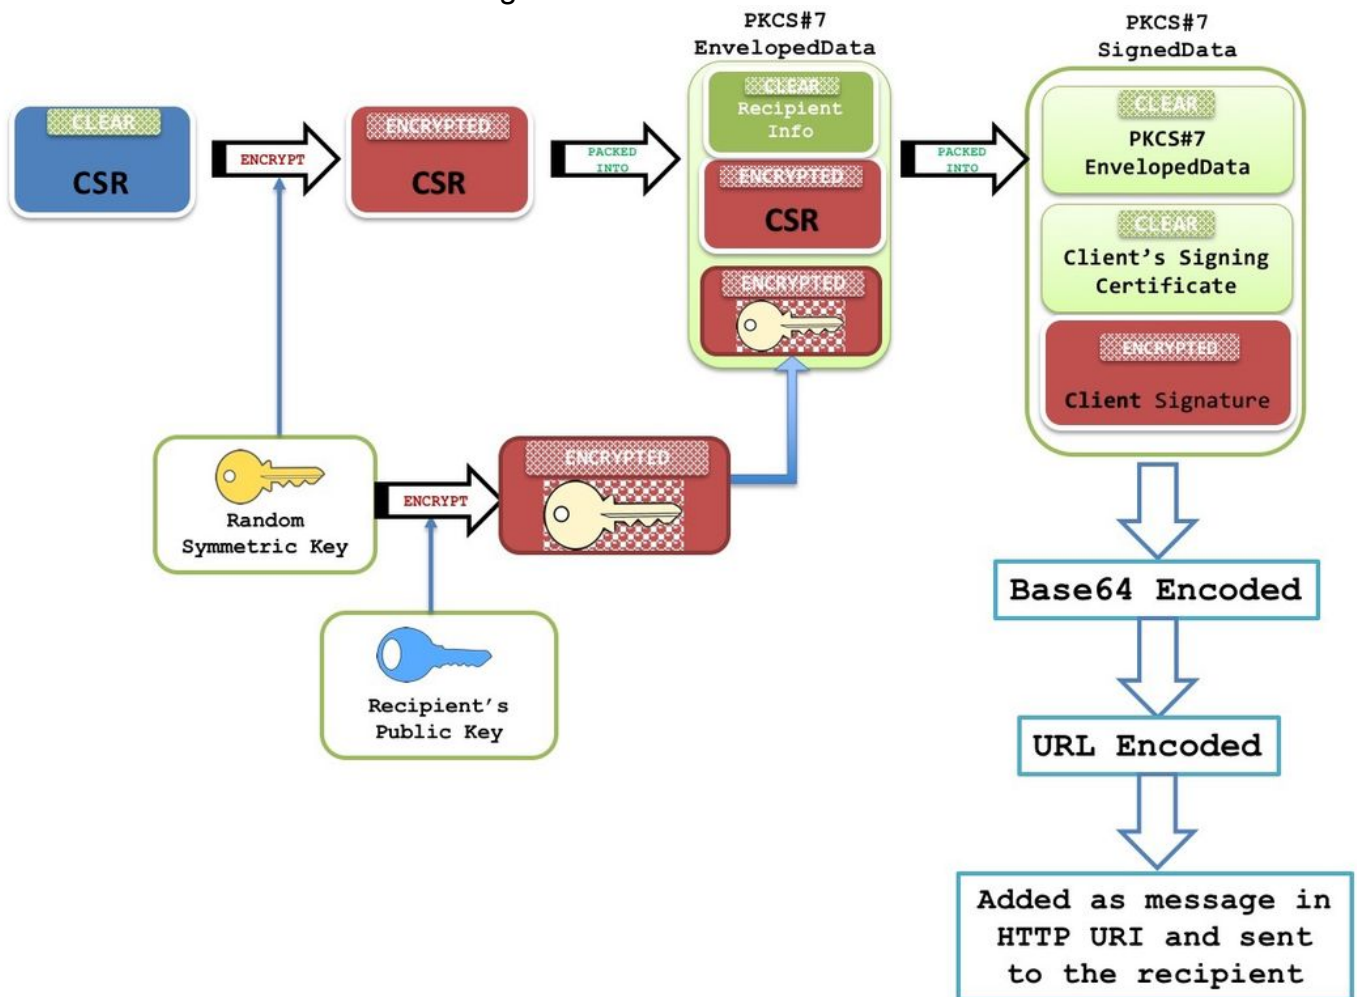 PKCS#7
EnvelopedData
PKCS#7
SignedData
CLEAR
CSR
ENCRYPT
ENCRYPTED
CSR
PACKED
INTO
CLEAR
Recipient
Info
ENCRYPTED
CSR
ENCRYPTED
PACKED
INTO
CLEAR
PKCS#7
EnvelopedData
CLEAR
Client's Signing
Certificate
ENCRYPTED
Client Signature
Random
Symmetric Key
ENCRYPT
ENCRYPTED
Recipient's
Public Key
Base64 Encoded
URL Encoded
Added as message in
HTTP URI and sent
to the recipient